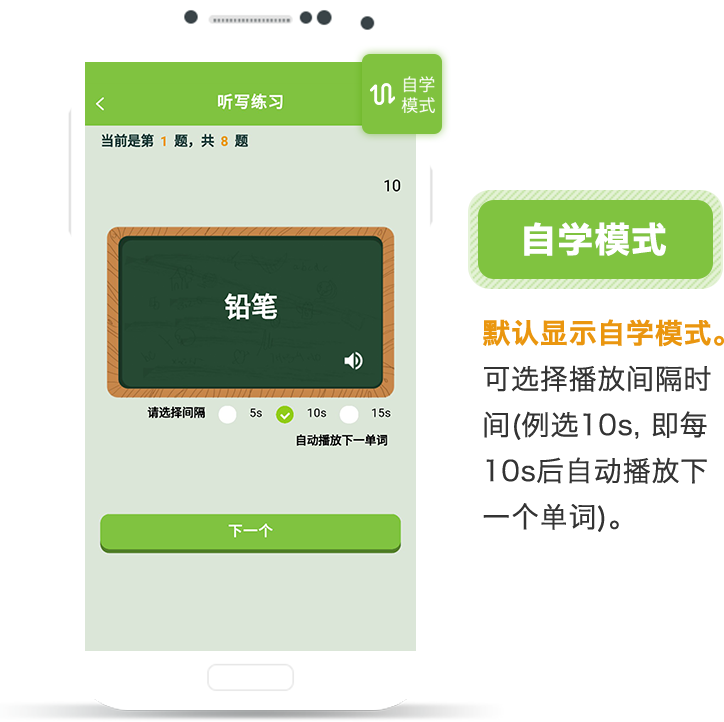 听写练习
自学
模式
当前是第 1 题，共 8 题
10
铅笔
请选择间隔 5s 10s 15s
自动播放下一单词
下一个
自学模式
默认显示自学模式。
可选择播放间隔时
间(例选10s, 即每
10s后自动播放下
一个单词)。